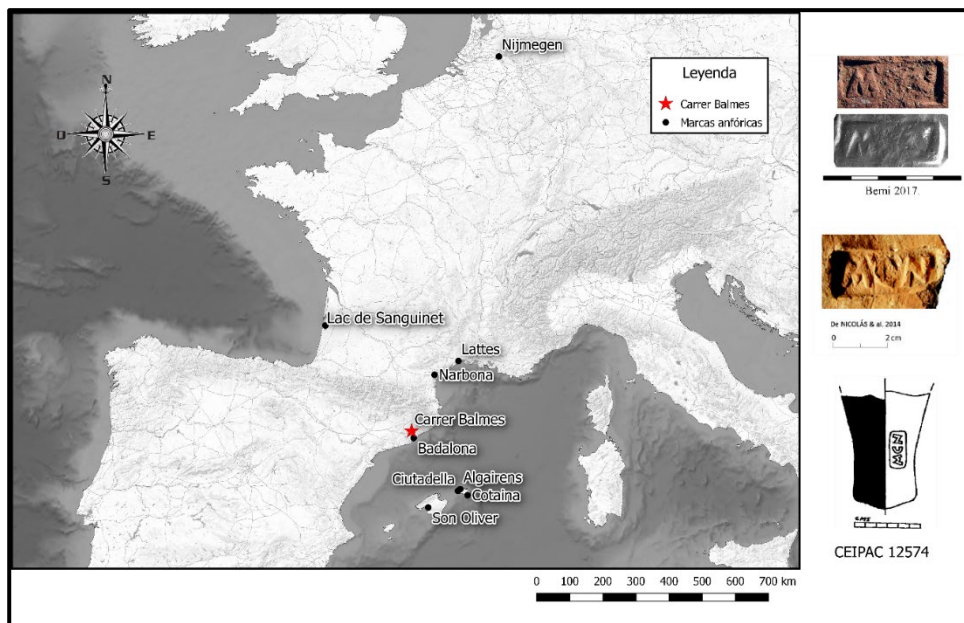 Nijmegen
Leyenda
Carrer Balmes
Marcas anfóricas
N
O
E
S
Lac de Sanguinet
Lattes
Narbona
Carrer Balmes
Badalona
Ciutadella
Algairens
Cotaina
Son Oliver
0 100 200 300 400 500 600 700 km
Berni 2017.
De NICOLÁS & al. 2014
0 2 cm
CEIPAC 12574